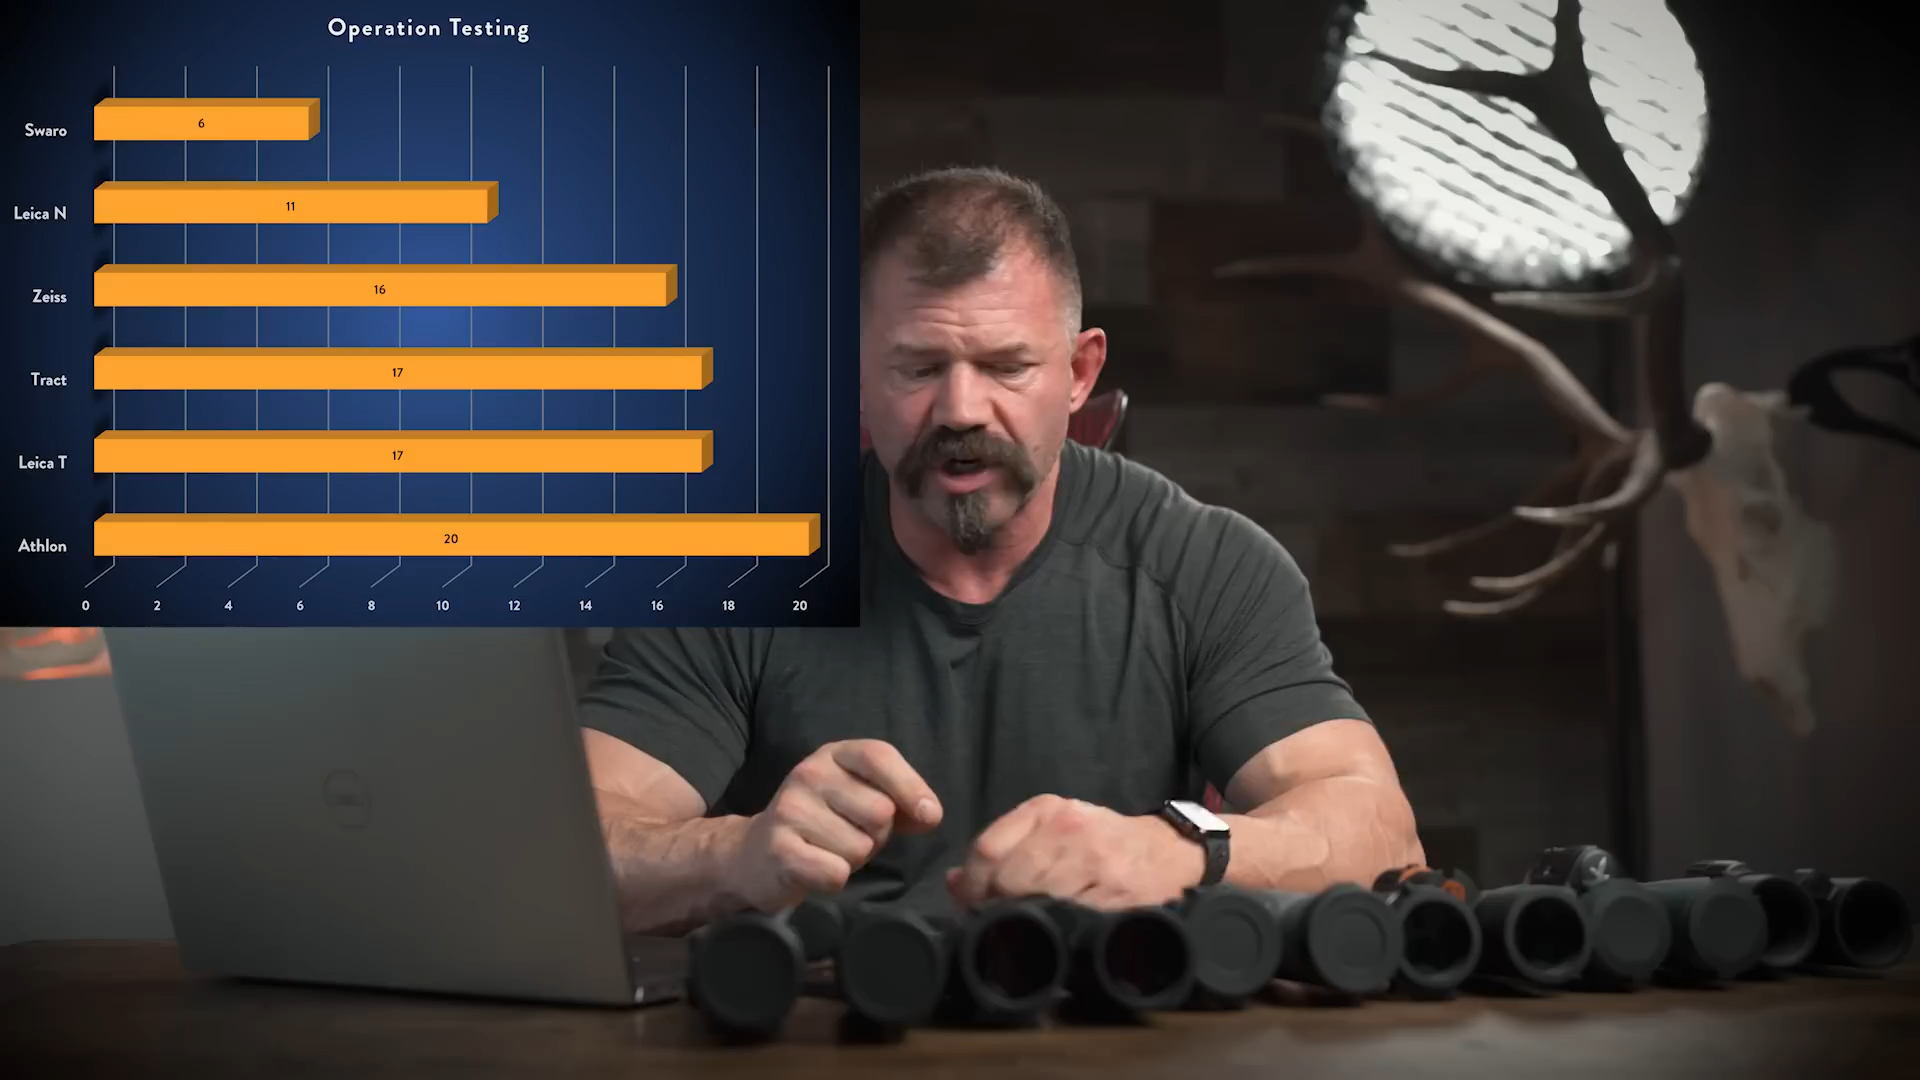 Operation Testing
Swaro 6
Leica N 11
Zeiss 16
Tract 17
Leica T 17
Athlon 20
0 2 4 6 8 10 12 14 16 18 20